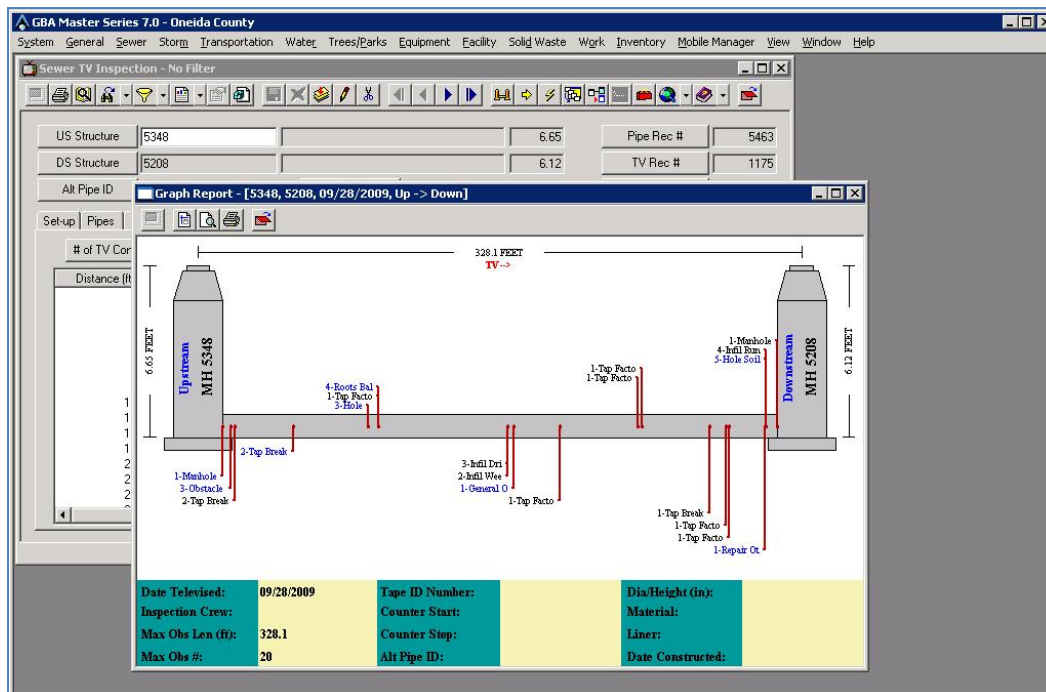 GBA Master Series 7.0 - Oneida County
System General Sewer Storm Transportation Water Trees/Parks Equipment Facility Solid Waste Work Inventory Mobile Manager View Window Help
Sewer TV Inspection - No Filter
US Structure 5348 6.65 Pipe Rec # 5463
DS Structure 5208 6.12 TV Rec # 1175
Alt Pipe ID
Graph Report - [5348, 5208, 09/28/2009, Up -> Down]
Set-up Pipes
# of TV Con
Distance (ft
1
1
1
1
2
2
2
328.1 FEET
TV-->
6.65 FEET
Upstream
MH 5348
Downstream
MH 5208
6.12 FEET
1-Manhole
4-Infil Run
5-Hole Soil
1-Tap Facto
1-Tap Facto
4-Roots Bal
1-Tap Facto
3-Hole
2-Tap Break
1-Manhole
3-Obstacle
2-Tap Break
3-Infil Dri
2-Infil Wee
1-General O
1-Tap Facto
1-Tap Break
1-Tap Facto
1-Tap Facto
1-Repair Ot
Date Televised: 09/28/2009 Tape ID Number: Dia/Height (in):
Inspection Crew: Counter Start: Material:
Max Obs Len (ft): 328.1 Counter Stop: Liner:
Max Obs #: 20 Alt Pipe ID: Date Constructed: